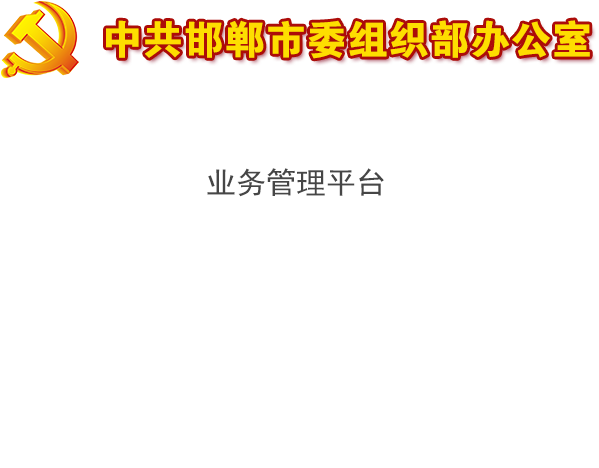 中共邯郸市委组织部办公室
业务管理平台